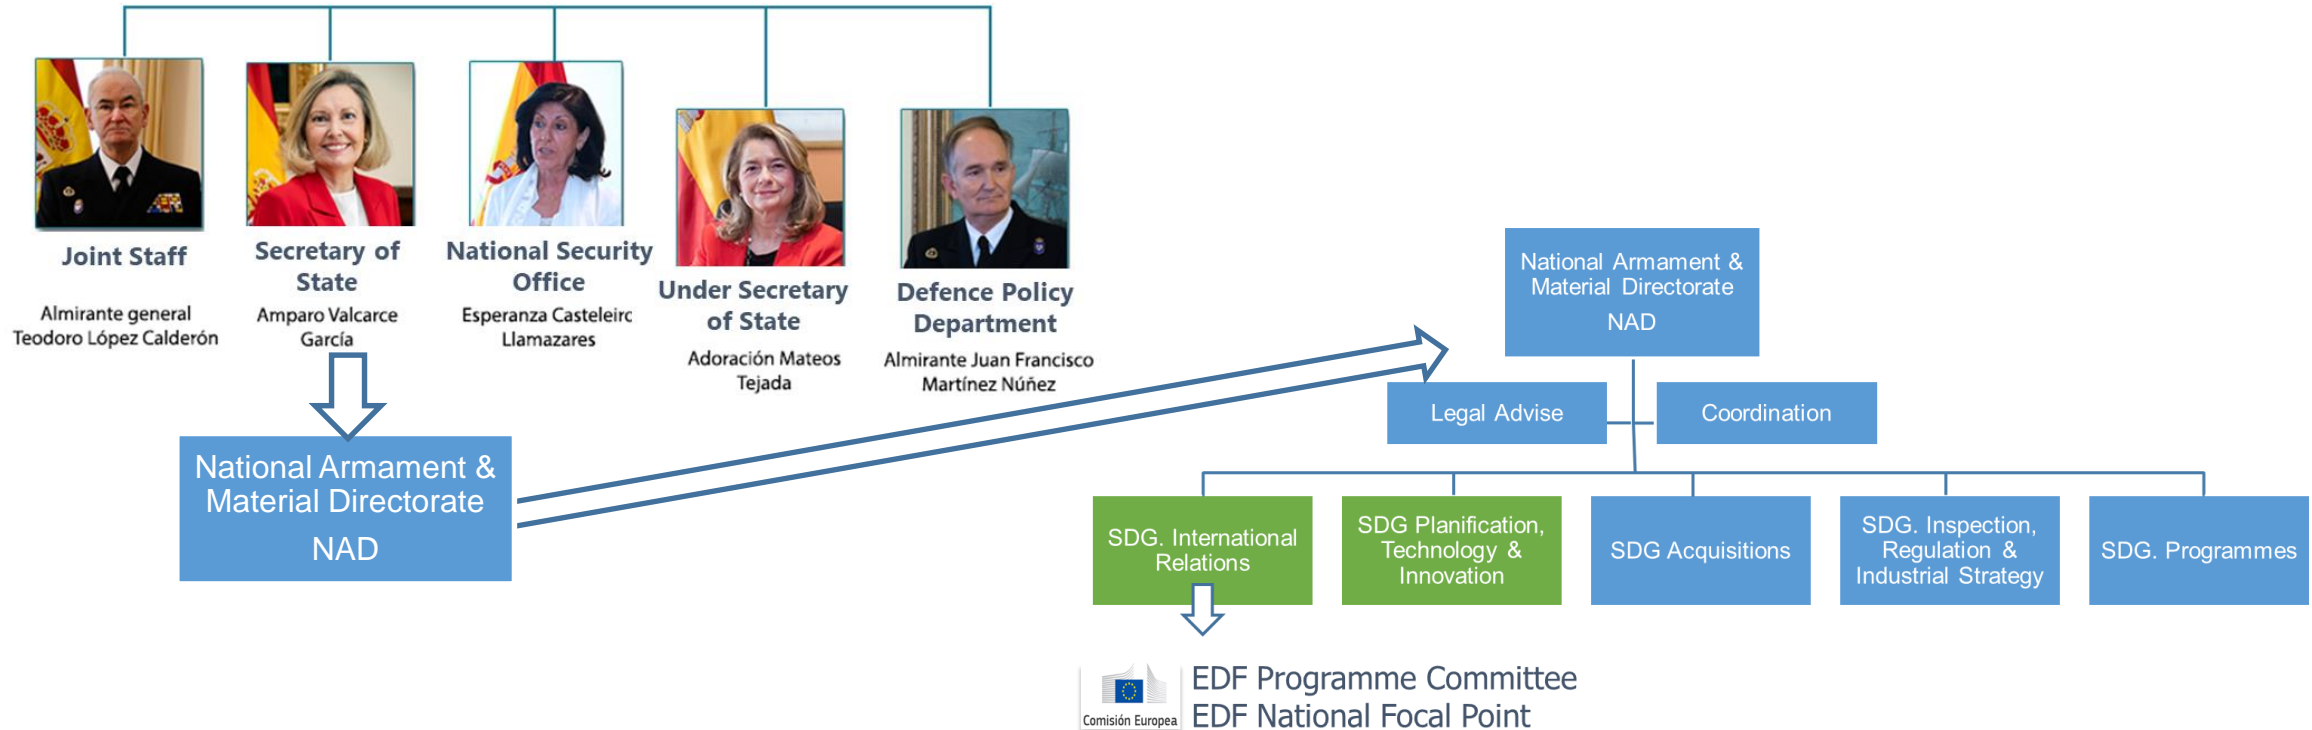 Joint Staff
Almirante general
Teodoro López Calderón
Secretary of
State
Amparo Valcarce
García
National Security
Office
Esperanza Casteleirc
Llamazares
Under Secretary
of State
Adoración Mateos
Tejada
Defence Policy
Department
Almirante Juan Francisco
Martínez Núñez
National Armament &
Material Directorate
NAD
National Armament &
Material Directorate
NAD
Legal Advise
Coordination
SDG. International
Relations
SDG Planification,
Technology &
Innovation
SDG Acquisitions
SDG. Inspection,
Regulation &
Industrial Strategy
SDG. Programmes
Comisión Europea
EDF Programme Committee
EDF National Focal Point